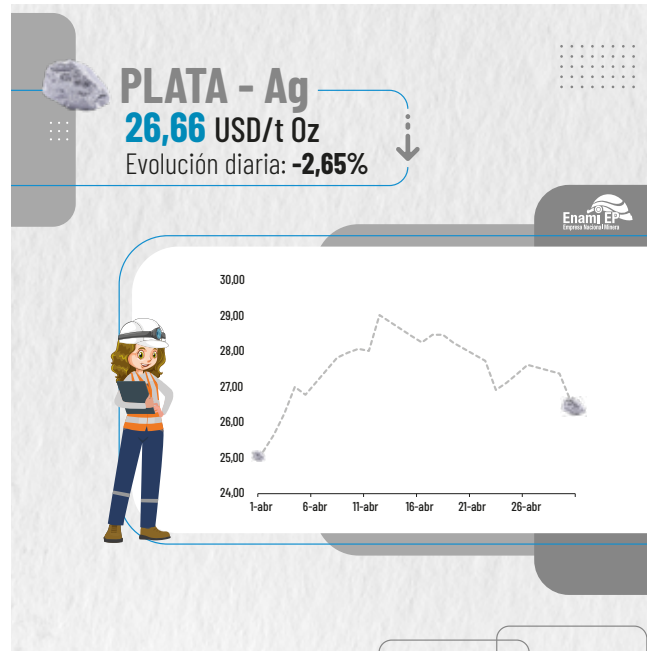 PLATA - Ag
26,66 USD/t Oz
Evolución diaria: -2,65%
Enami EP
Empresa Nacional Minera
30,00
29,00
28,00
27,00
26,00
25,00
24,00
1-abr 6-abr 11-abr 16-abr 21-abr 26-abr